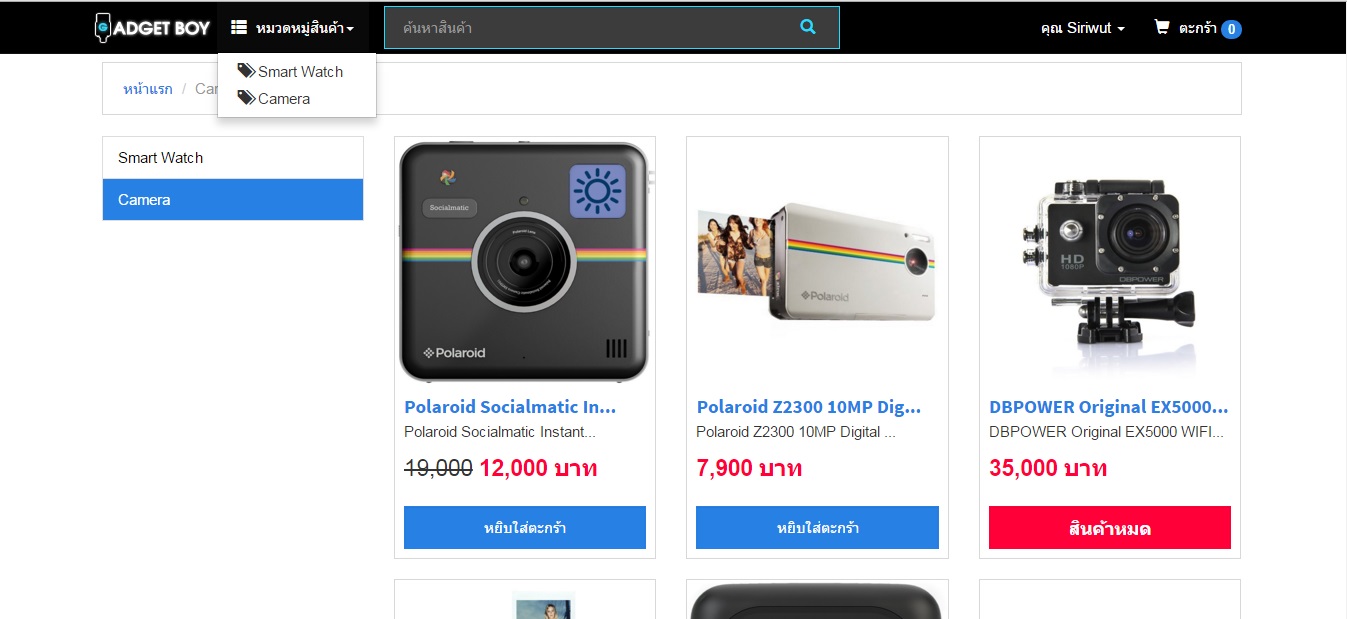 GADGET BOY
หมวดหมู่สินค้า
ค้นหาสินค้า
คุณ Siriwut
ตะกร้า 0
Smart Watch
Camera
หน้าแรก /
Smart Watch
Camera
Socialmatic
Polaroid
Polaroid
HD
1080P
DBPOWER
Polaroid Socialmatic In...
Polaroid Z2300 10MP Dig...
DBPOWER Original EX5000...
Polaroid Socialmatic Instant...
Polaroid Z2300 10MP Digital ...
DBPOWER Original EX5000 WIFI...
19,000 12,000 บาท
7,900 บาท
35,000 บาท
หยิบใส่ตะกร้า
หยิบใส่ตะกร้า
สินค้าหมด